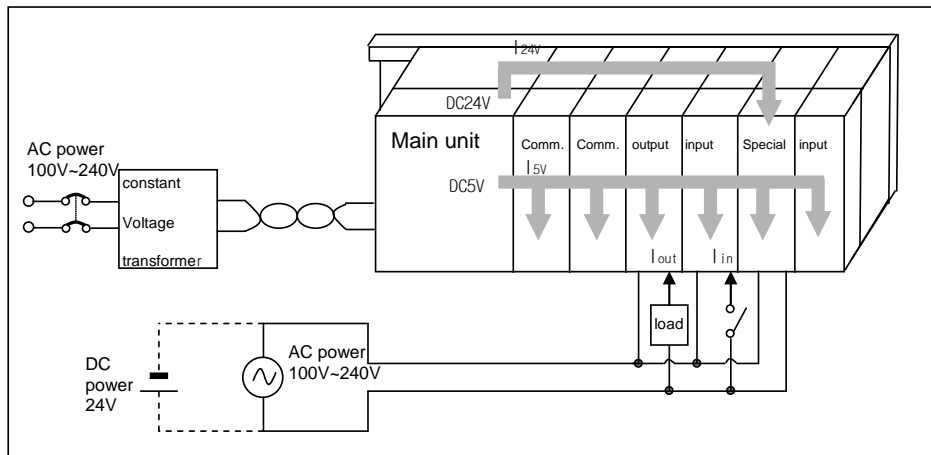 I24V
DC24V
Main unit
Comm.
Comm.
output
input
Special
input
I5V
DC5V
AC power
100V~240V
constant
Voltage
transformer
Iout
Iin
load
DC
power
24V
AC power
100V~240V